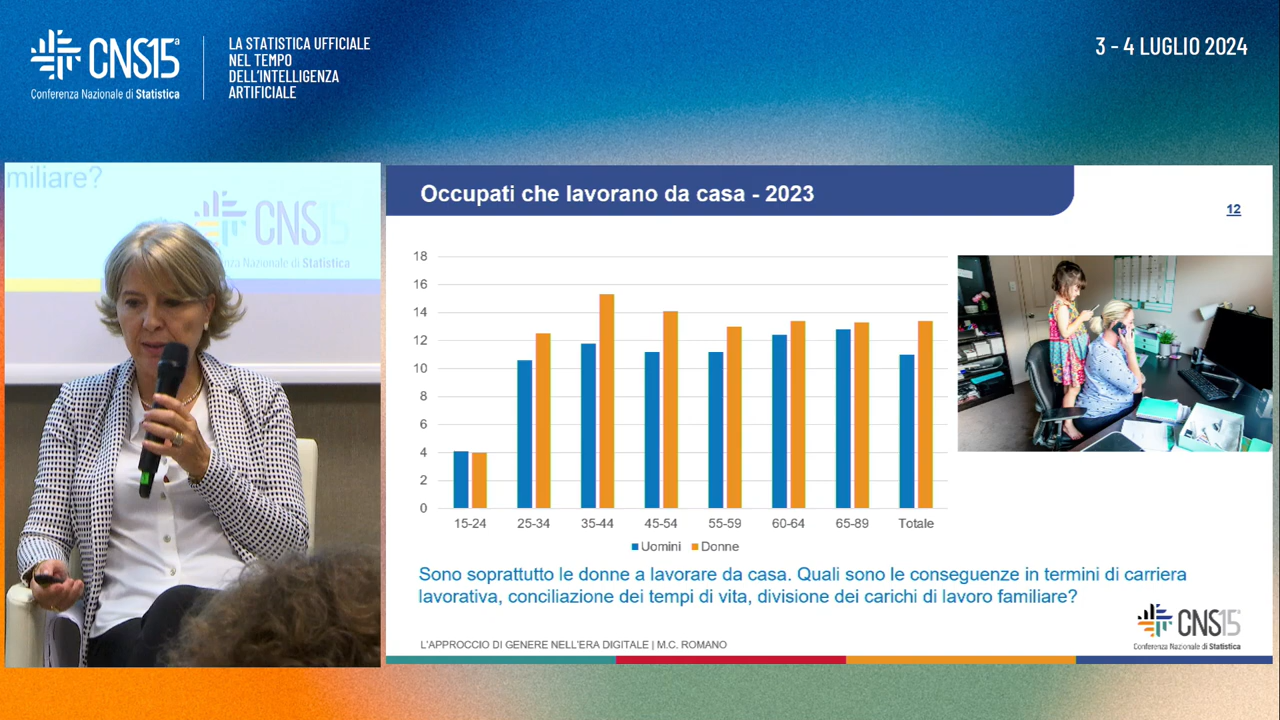 CNS15ª
Conferenza Nazionale di Statistica
LA STATISTICA UFFICIALE
NEL TEMPO
DELL'INTELLIGENZA
ARTIFICIALE
3 - 4 LUGLIO 2024
miliare?
CNS15
nza Nazionale di Statistica
Occupati che lavorano da casa - 2023
12
18
16
14
12
10
8
6
4
2
0
15-24 25-34 35-44 45-54 55-59 60-64 65-89 Totale
Uomini Donne
Sono soprattutto le donne a lavorare da casa. Quali sono le conseguenze in termini di carriera
lavorativa, conciliazione dei tempi di vita, divisione dei carichi di lavoro familiare?
CNS15ª
Conferenza Nazionale di Statistica
L'APPROCCIO DI GENERE NELL'ERA DIGITALE | M.C. ROMANO